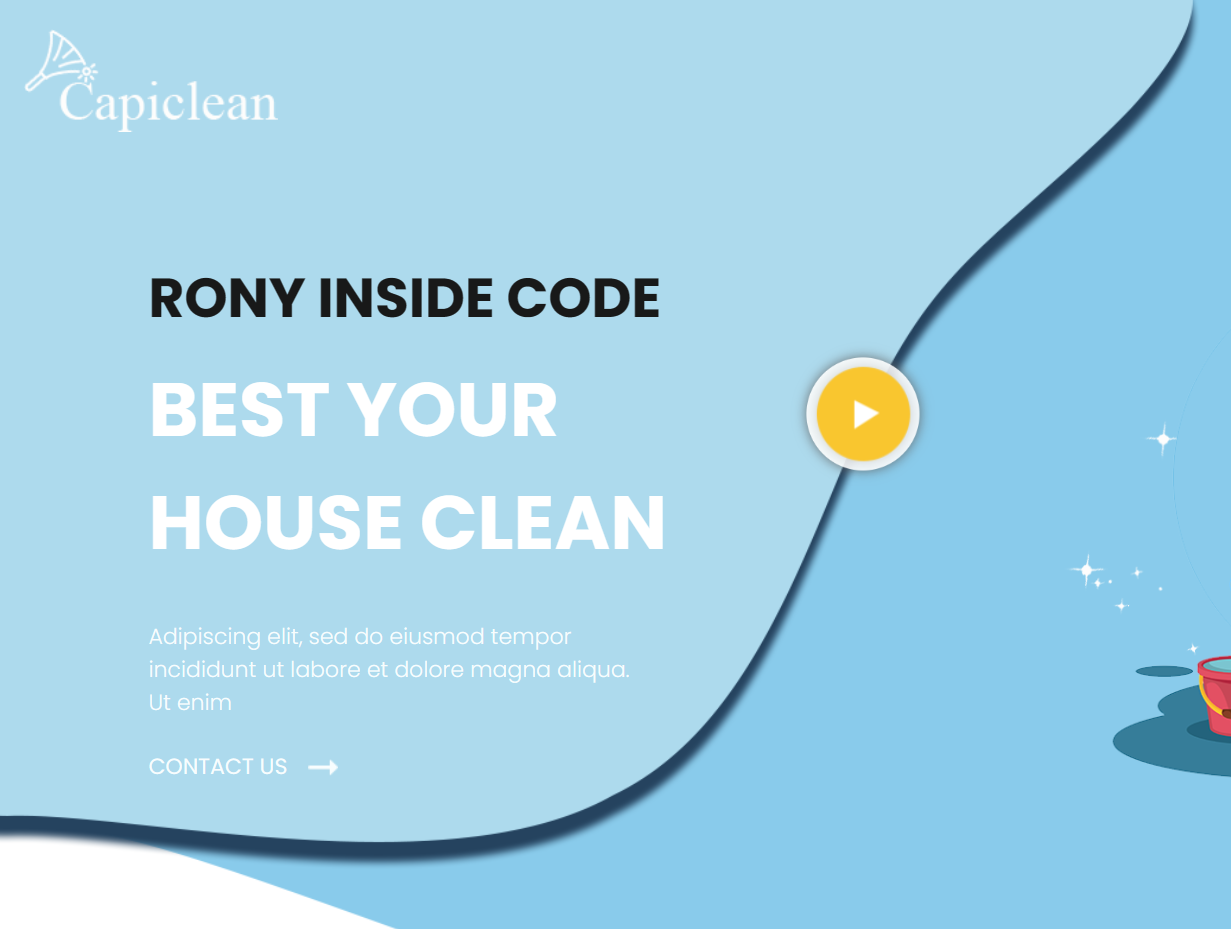 Capiclean
RONY INSIDE CODE
BEST YOUR
HOUSE CLEAN
Adipiscing elit, sed do eiusmod tempor
incididunt ut labore et dolore magna aliqua.
Ut enim
CONTACT US